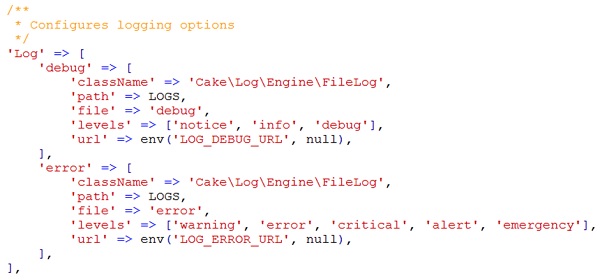 /**
 * Configures logging options
 */
'Log' => [
    'debug' => [
        'className' => 'Cake\Log\Engine\FileLog',
        'path' => LOGS,
        'file' => 'debug',
        'levels' => ['notice', 'info', 'debug'],
        'url' => env('LOG_DEBUG_URL', null),
    ],
    'error' => [
        'className' => 'Cake\Log\Engine\FileLog',
        'path' => LOGS,
        'file' => 'error',
        'levels' => ['warning', 'error', 'critical', 'alert', 'emergency'],
        'url' => env('LOG_ERROR_URL', null),
    ],
],